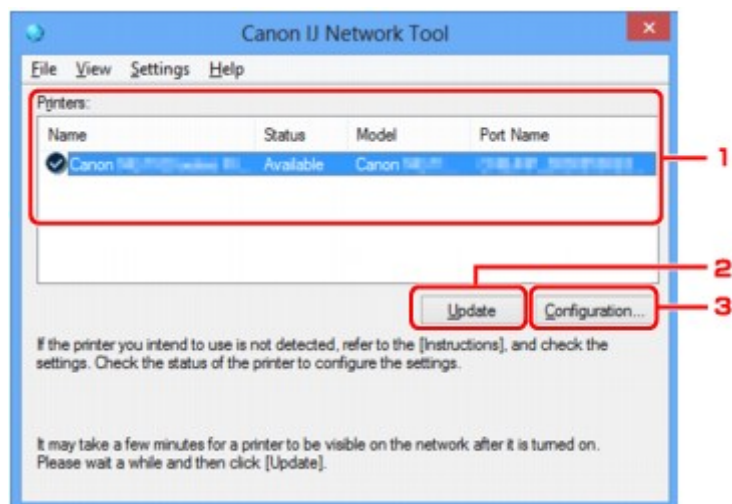 Canon IJ Network Tool
File View Settings Help
Printers:
Name Status Model Port Name
Canon Available Canon
1
2
3
Update Configuration...
If the printer you intend to use is not detected, refer to the [Instructions], and check the
settings. Check the status of the printer to configure the settings.
It may take a few minutes for a printer to be visible on the network after it is turned on.
Please wait a while and then click [Update].